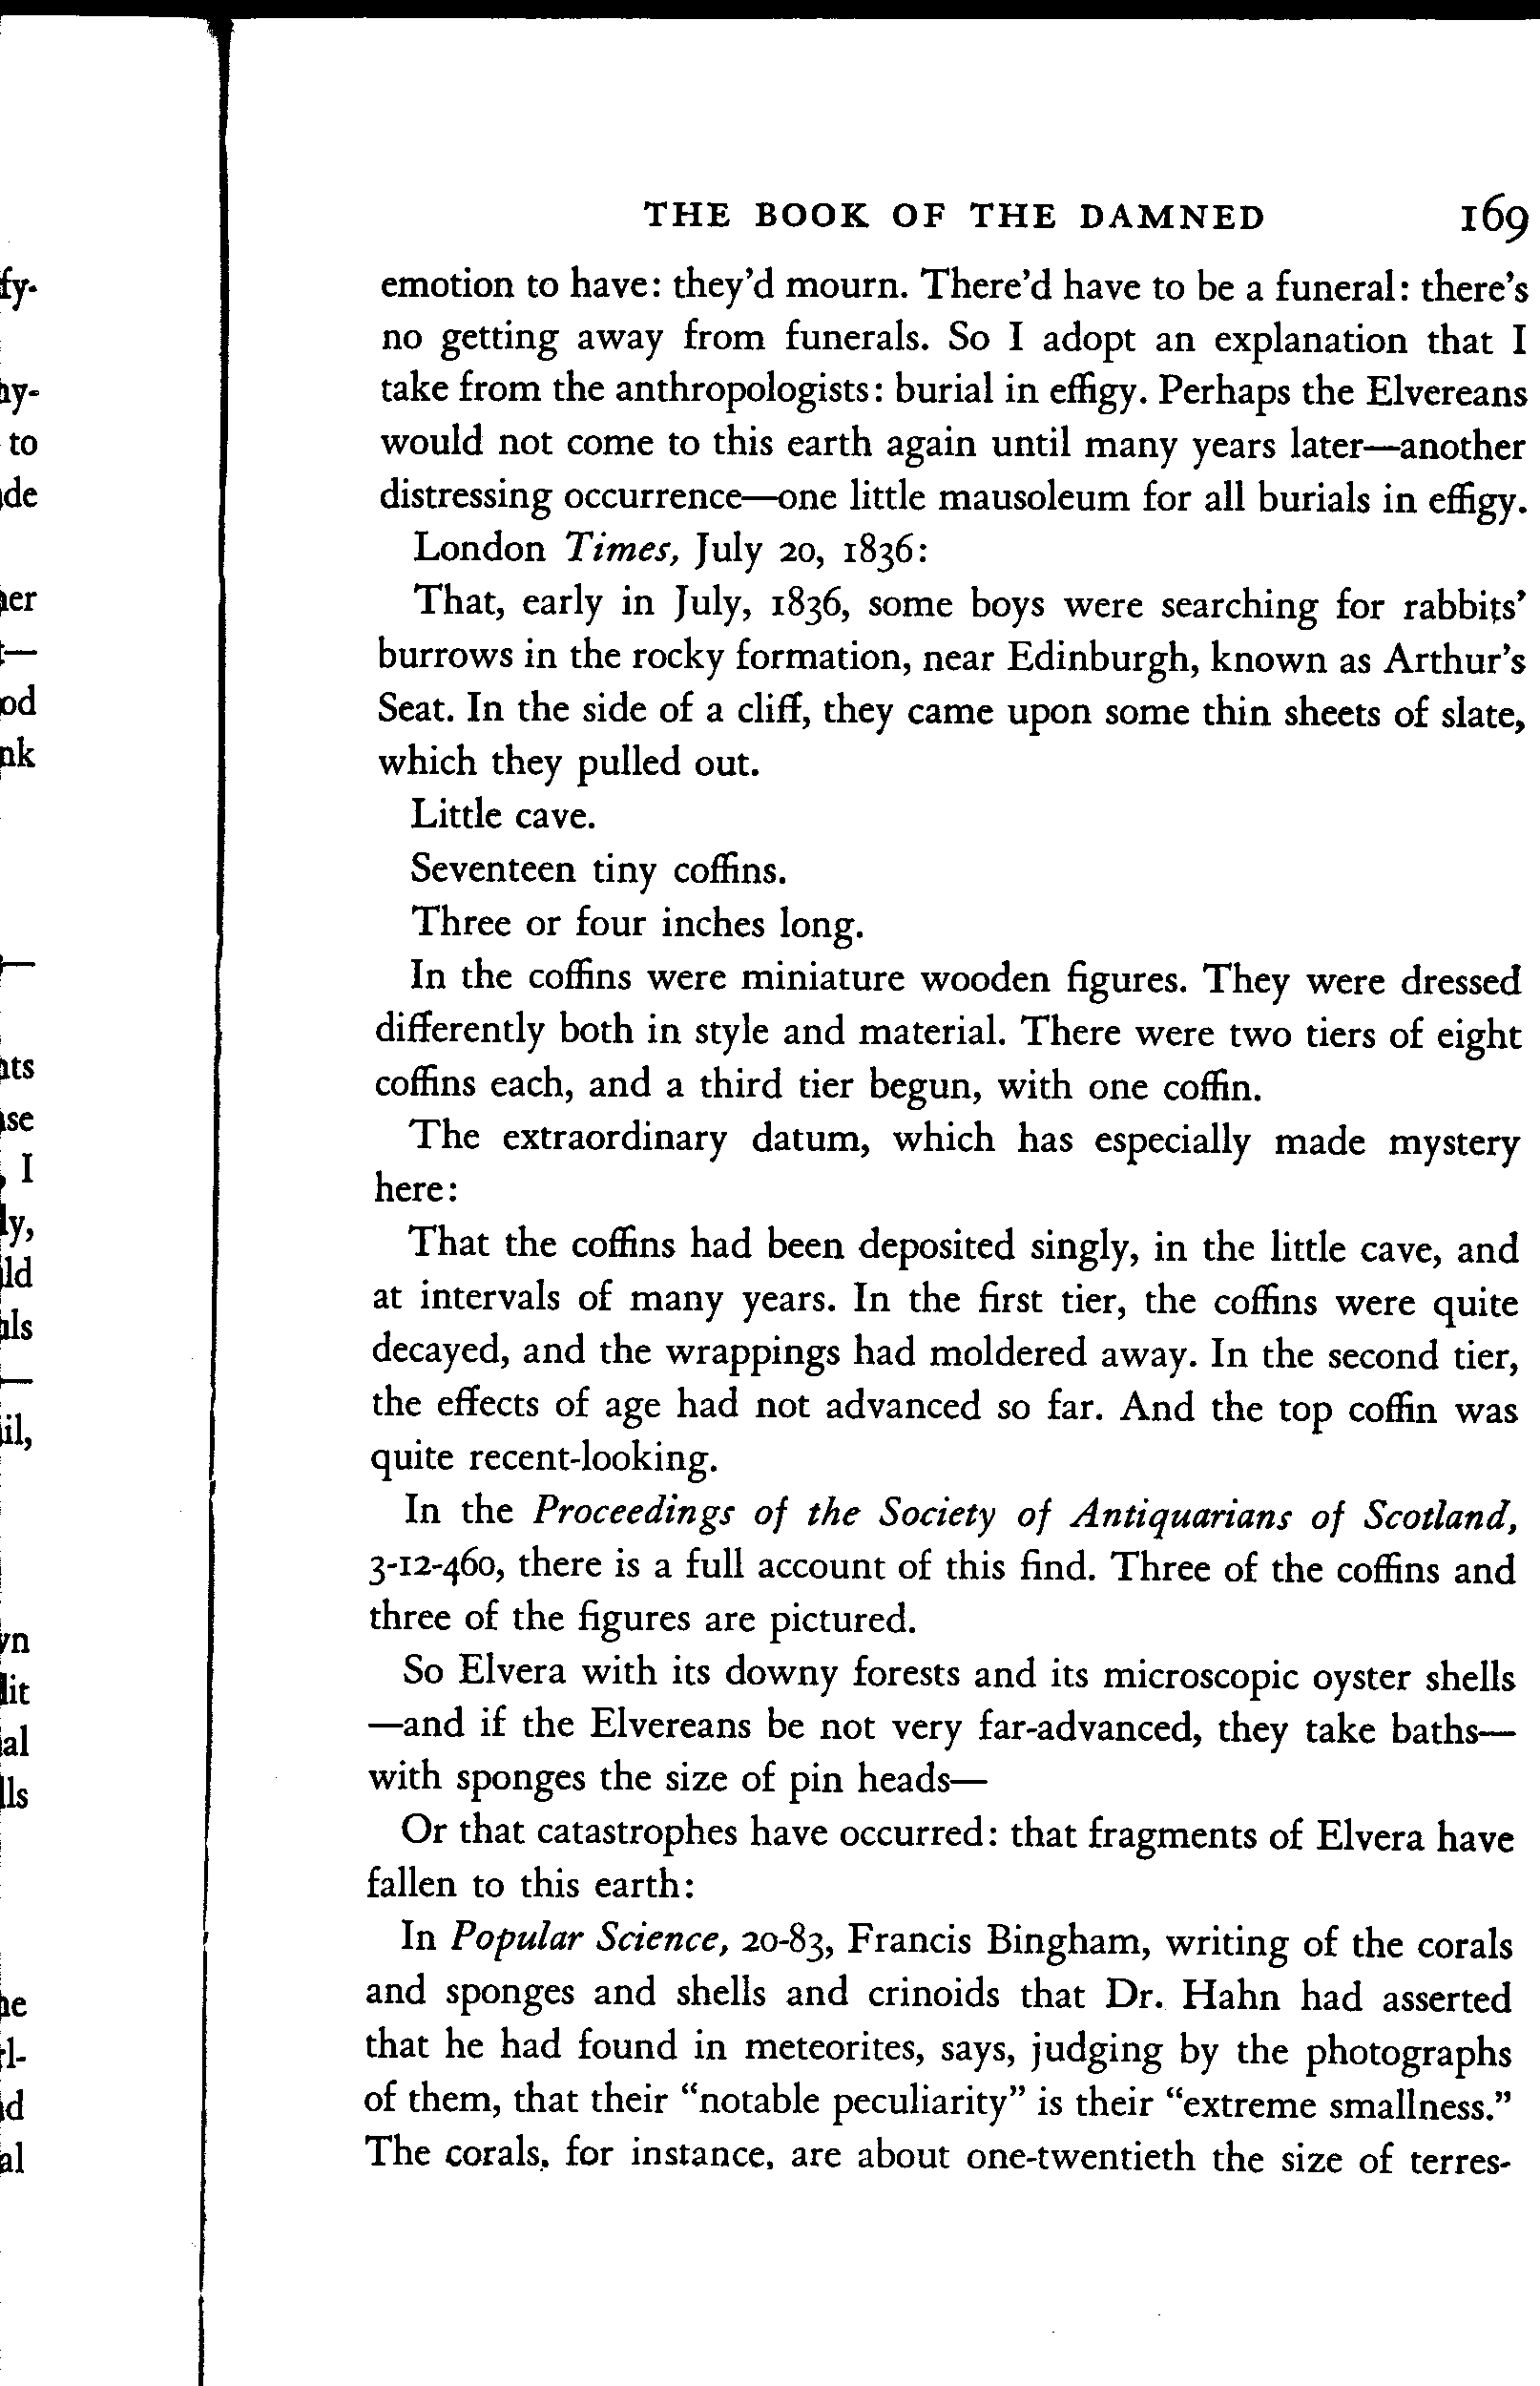 THE BOOK OF THE DAMNED 169
emotion to have: they'd mourn. There'd have to be a funeral: there's
no getting away from funerals. So I adopt an explanation that I
take from the anthropologists: burial in effigy. Perhaps the Elvereans
would not come to this earth again until many years later—another
distressing occurrence—one little mausoleum for all burials in effigy.
London Times, July 20, 1836:
That, early in July, 1836, some boys were searching for rabbits'
burrows in the rocky formation, near Edinburgh, known as Arthur's
Seat. In the side of a cliff, they came upon some thin sheets of slate,
which they pulled out.
Little cave.
Seventeen tiny coffins.
Three or four inches long.
In the coffins were miniature wooden figures. They were dressed
differently both in style and material. There were two tiers of eight
coffins each, and a third tier begun, with one coffin.
The extraordinary datum, which has especially made mystery
here:
That the coffins had been deposited singly, in the little cave, and
at intervals of many years. In the first tier, the coffins were quite
decayed, and the wrappings had moldered away. In the second tier,
the effects of age had not advanced so far. And the top coffin was
quite recent-looking.
In the Proceedings of the Society of Antiquarians of Scotland,
3-12-460, there is a full account of this find. Three of the coffins and
three of the figures are pictured.
So Elvera with its downy forests and its microscopic oyster shells
—and if the Elvereans be not very far-advanced, they take baths—
with sponges the size of pin heads—
Or that catastrophes have occurred: that fragments of Elvera have
fallen to this earth:
In Popular Science, 20-83, Francis Bingham, writing of the corals
and sponges and shells and crinoids that Dr. Hahn had asserted
that he had found in meteorites, says, judging by the photographs
of them, that their "notable peculiarity" is their "extreme smallness."
The corals, for instance, are about one-twentieth the size of terres-